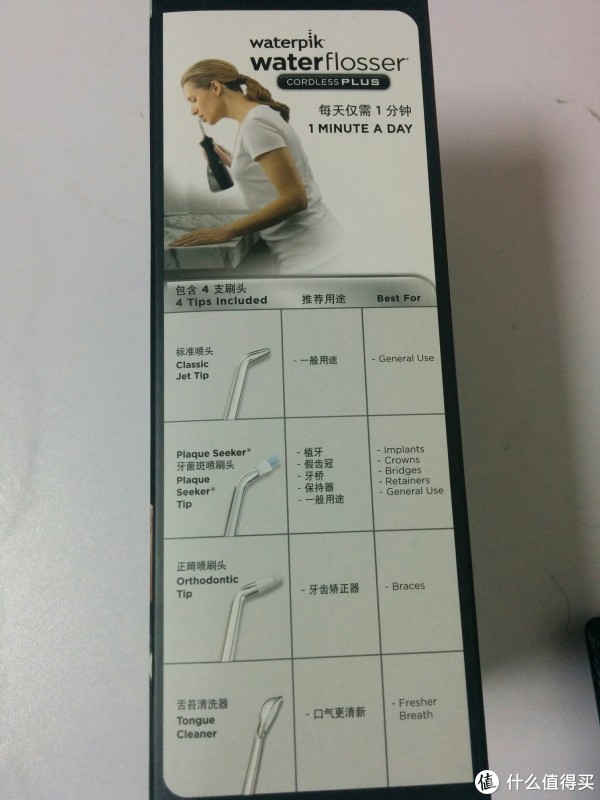 waterpik
waterflosser
CORDLESS PLUS
每天仅需 1 分钟
1 MINUTE A DAY
包含 4 支刷头
4 Tips Included
推荐用途
Best For
标准喷头
Classic
Jet Tip
- 一般用途
- General Use
Plaque Seeker®
牙菌斑喷刷头
Plaque
Seeker®
Tip
- 植牙
- 假齿冠
- 牙桥
- 保持器
- 一般用途
- Implants
- Crowns
- Bridges
- Retainers
- General Use
正畸喷刷头
Orthodontic
Tip
- 牙齿矫正器
- Braces
舌苔清洗器
Tongue
Cleaner
- 口气更清新
- Fresher
Breath
值 什么值得买